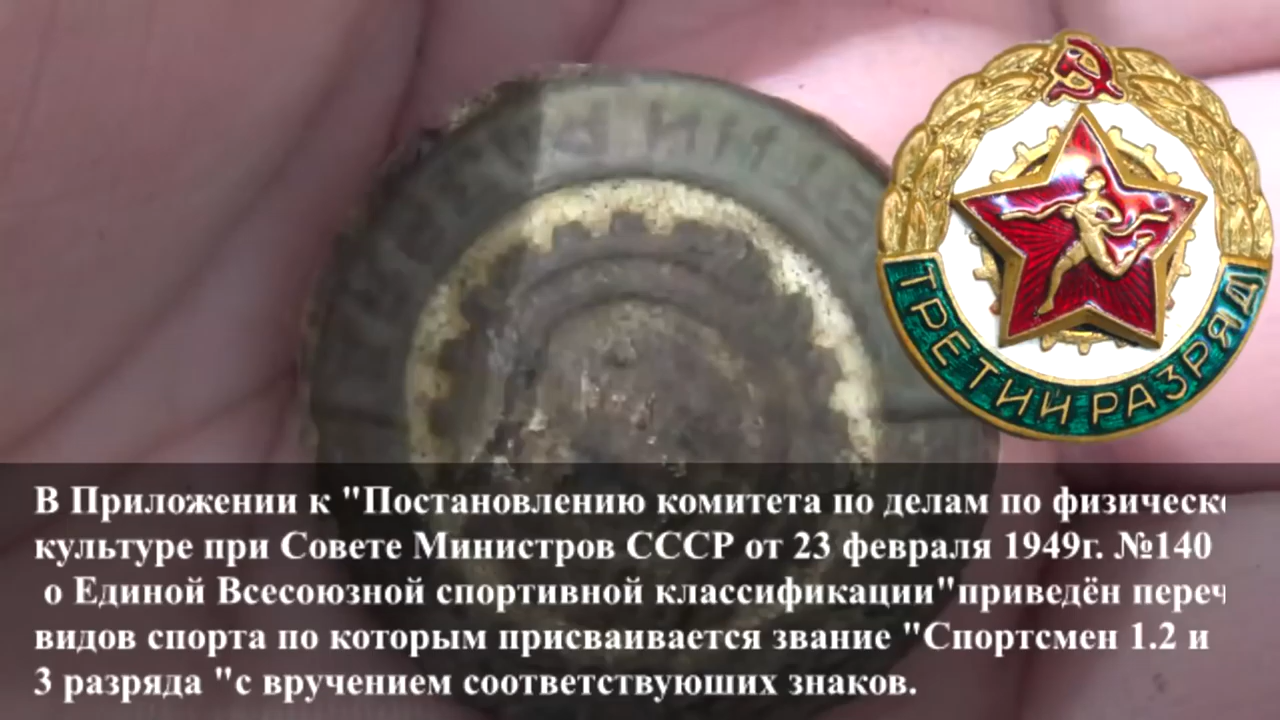 ТРЕТИЙ РАЗРЯД
В Приложении к "Постановлению комитета по делам по физическ
культуре при Совете Министров СССР от 23 февраля 1949г. №140
о Единой Всесоюзной спортивной классификации"приведён переч
видов спорта по которым присваивается звание "Спортсмен 1.2 и
3 разряда "с вручением соответствуюших знаков.